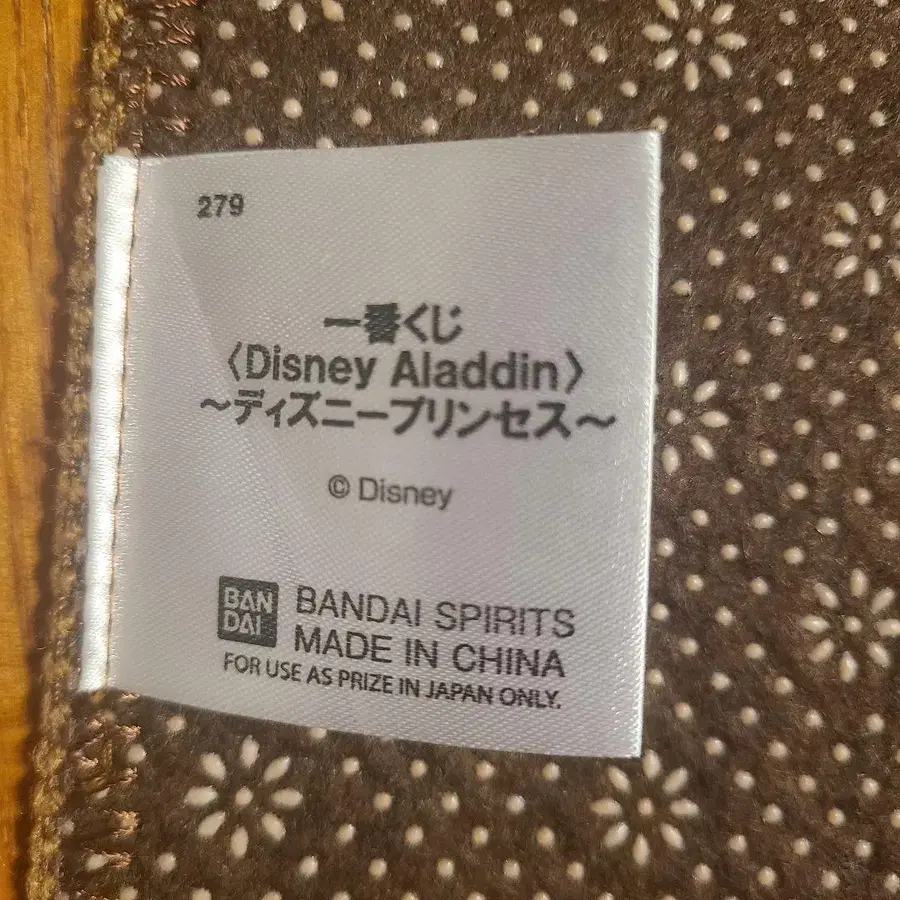 279
一番くじ
〈Disney Aladdin〉
〜ディズニープリンセス〜
© Disney
BAN
DAI
BANDAI SPIRITS
MADE IN CHINA
FOR USE AS PRIZE IN JAPAN ONLY.